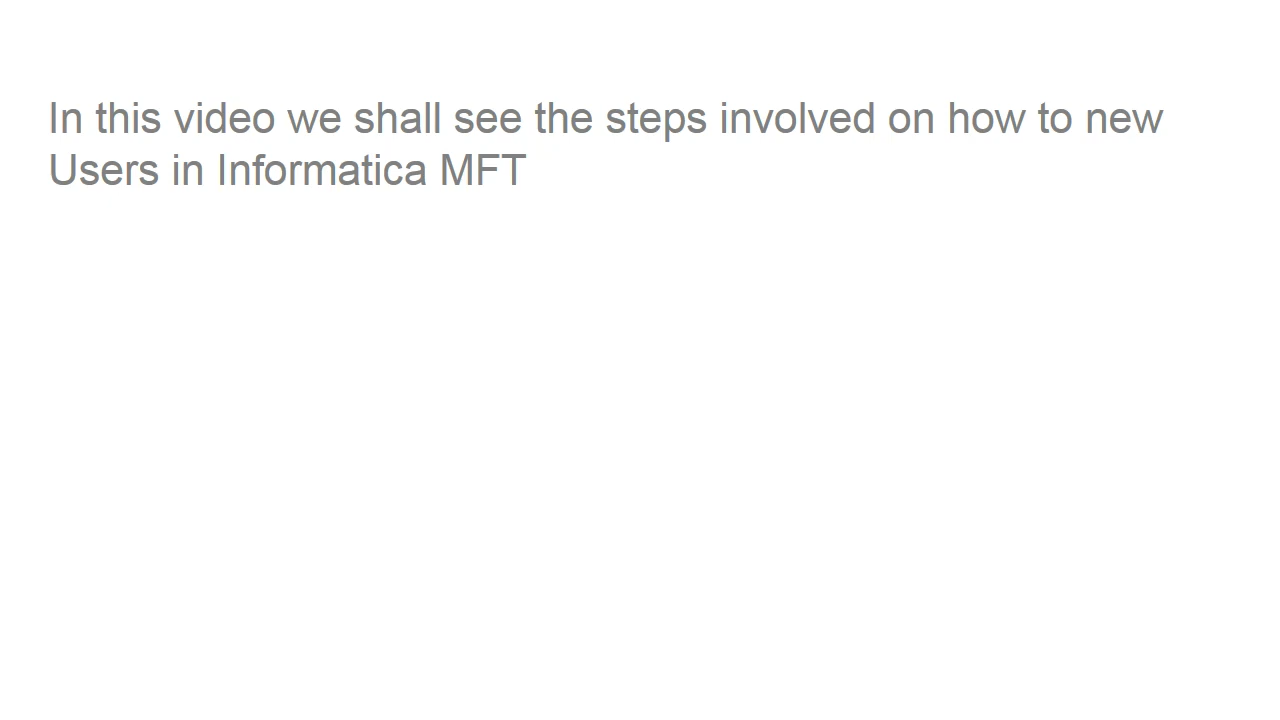 In this video we shall see the steps involved on how to new
Users in Informatica MFT